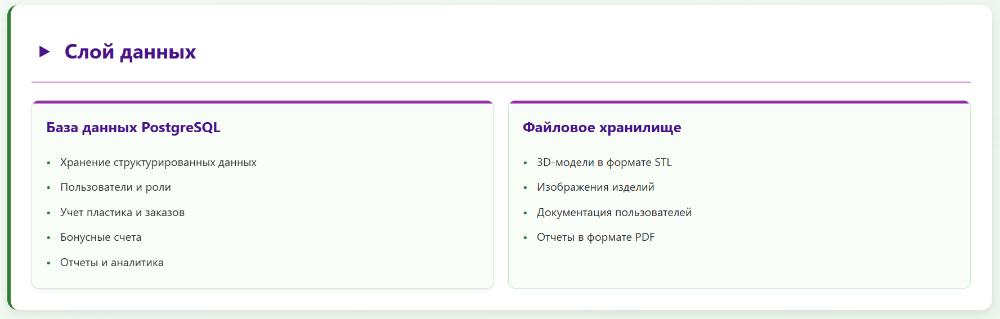 Слой данных
База данных PostgreSQL
• Хранение структурированных данных
• Пользователи и роли
• Учет пластика и заказов
• Бонусные счета
• Отчеты и аналитика
Файловое хранилище
• 3D-модели в формате STL
• Изображения изделий
• Документация пользователей
• Отчеты в формате PDF